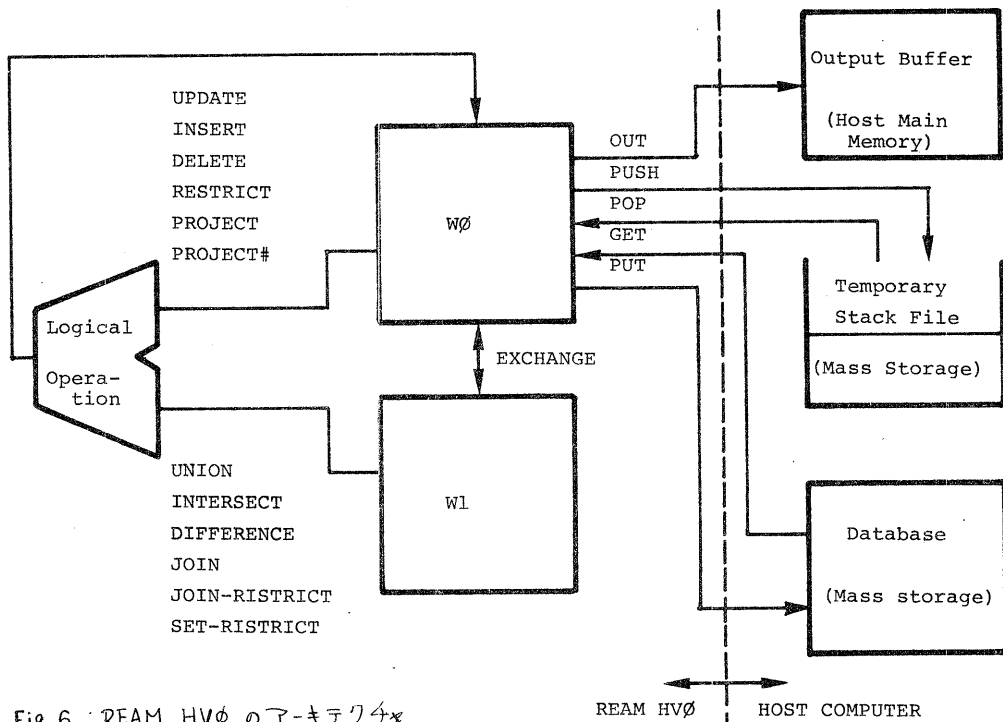 UPDATE
INSERT
DELETE
RESTRICT
PROJECT
PROJECT#
Logical
Opera-
tion
UNION
INTERSECT
DIFFERENCE
JOIN
JOIN-RISTRICT
SET-RISTRICT
WØ
EXCHANGE
W1
OUT
PUSH
POP
GET
PUT
Output Buffer
(Host Main
Memory)
Temporary
Stack File
(Mass Storage)
Database
(Mass storage)
REAM HVØ
HOST COMPUTER
Fig 6 REAM HVØ のアーキテクチャ